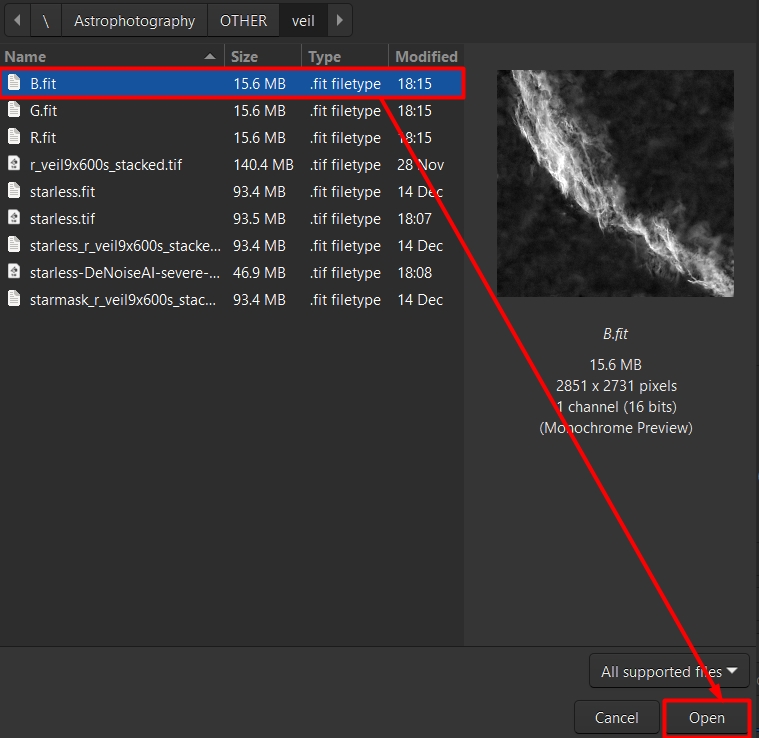 \ Astrophotography OTHER veil
Name Size Type Modified
B.fit 15.6 MB .fit filetype 18:15
G.fit 15.6 MB .fit filetype 18:15
R.fit 15.6 MB .fit filetype 18:15
r_veil9x600s_stacked.tif 140.4 MB .tif filetype 28 Nov
starless.fit 93.4 MB .fit filetype 14 Dec
starless.tif 93.5 MB .tif filetype 18:07
starless_r_veil9x600s_stacke... 93.4 MB .fit filetype 14 Dec
starless-DeNoiseAI-severe-... 46.9 MB .tif filetype 18:08
starmask_r_veil9x600s_stac... 93.4 MB .fit filetype 14 Dec
B.fit
15.6 MB
2851 x 2731 pixels
1 channel (16 bits)
(Monochrome Preview)
All supported files
Cancel Open